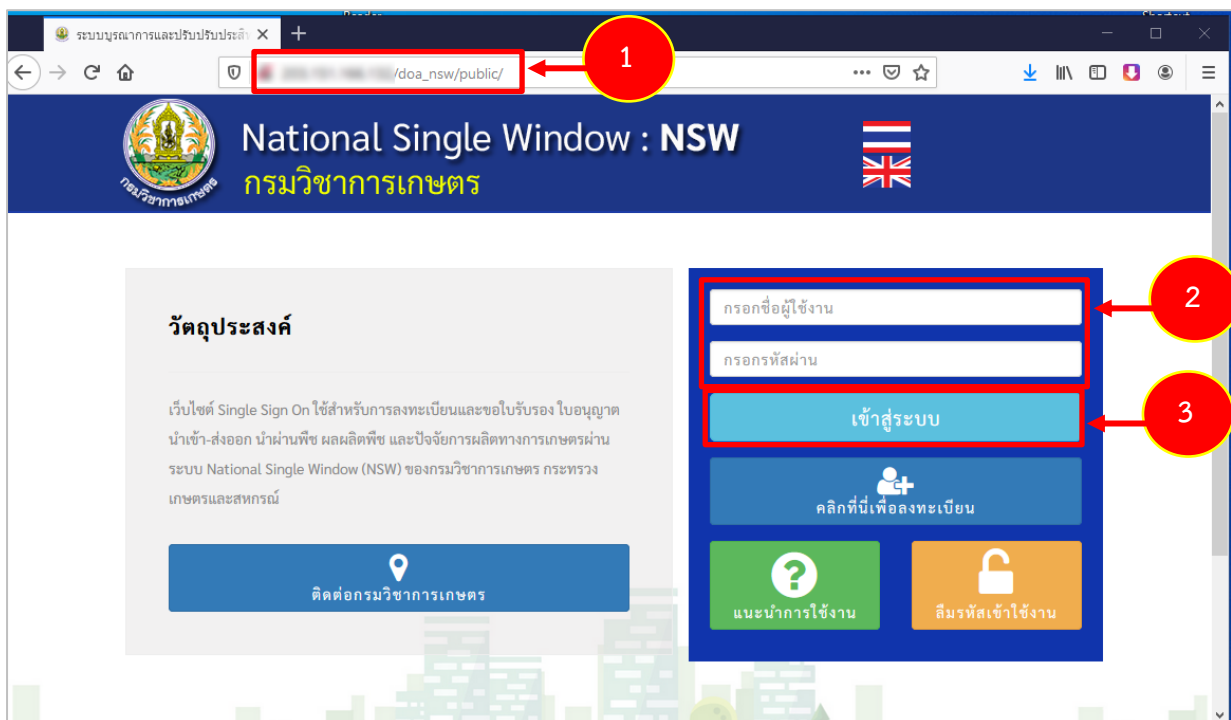 ระบบบูรณาการและปรับปรับประสิ
1
/doa_nsw/public/
National Single Window : NSW
กรมวิชาการเกษตร
กรมวิชาการเกษตร
วัตถุประสงค์
เว็บไซต์ Single Sign On ใช้สำหรับการลงทะเบียนและขอใบรับรอง ใบอนุญาต
นำเข้า-ส่งออก นำผ่านพืช ผลผลิตพืช และปัจจัยการผลิตทางการเกษตรผ่าน
ระบบ National Single Window (NSW) ของกรมวิชาการเกษตร กระทรวง
เกษตรและสหกรณ์
ติดต่อกรมวิชาการเกษตร
กรอกชื่อผู้ใช้งาน
2
กรอกรหัสผ่าน
เข้าสู่ระบบ
3
คลิกที่นี่เพื่อลงทะเบียน
แนะนำการใช้งาน
ลืมรหัสเข้าใช้งาน